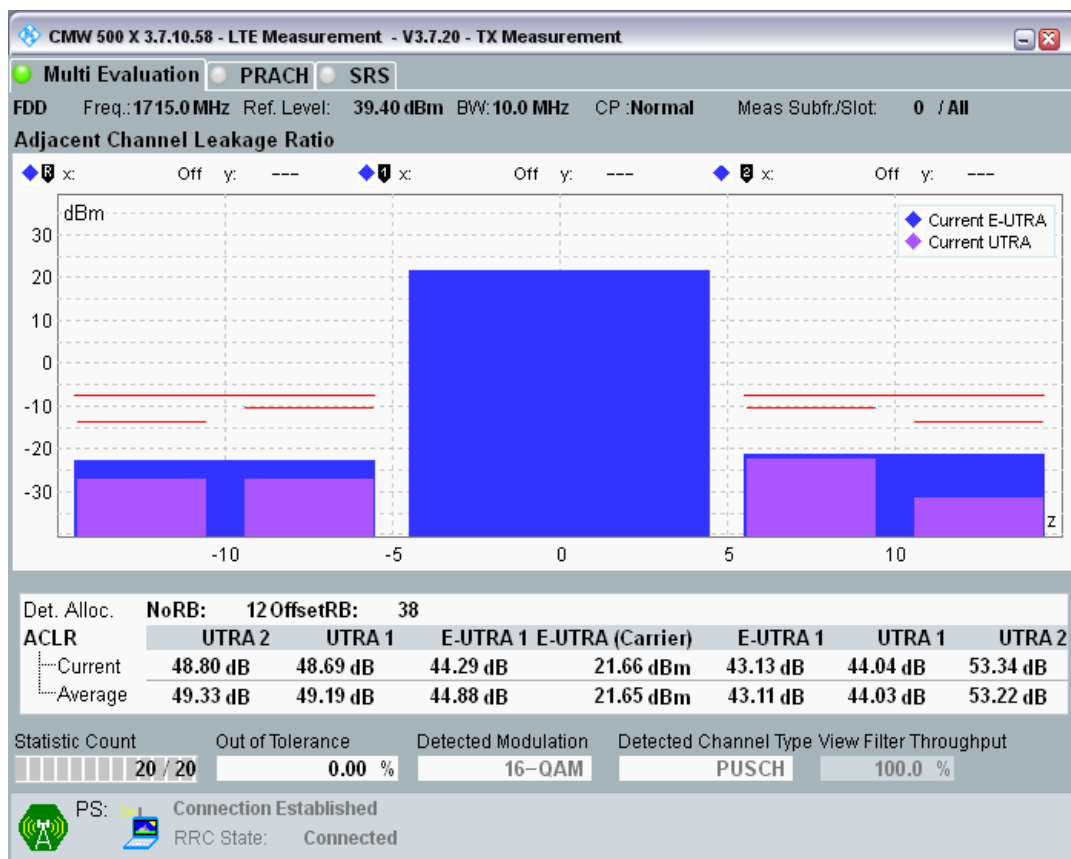 CMW 500 X 3.7.10.58 - LTE Measurement - V3.7.20 - TX Measurement
Multi Evaluation PRACH SRS
FDD Freq.:1715.0 MHz Ref. Level: 39.40 dBm BW: 10.0 MHz CP :Normal Meas Subfr./Slot: 0 / All
Adjacent Channel Leakage Ratio
R x: Off y: --- 1 x: Off y: --- 2 x: Off y: ---
dBm
Current E-UTRA
Current UTRA
30
20
10
0
-10
-20
-30
z
-10 -5 0 5 10
Det. Alloc. NoRB: 12 OffsetRB: 38
ACLR UTRA 2 UTRA 1 E-UTRA 1 E-UTRA (Carrier) E-UTRA 1 UTRA 1 UTRA 2
Current 48.80 dB 48.69 dB 44.29 dB 21.66 dBm 43.13 dB 44.04 dB 53.34 dB
Average 49.33 dB 49.19 dB 44.88 dB 21.65 dBm 43.11 dB 44.03 dB 53.22 dB
Statistic Count Out of Tolerance Detected Modulation Detected Channel Type View Filter Throughput
20 / 20 0.00 % 16-QAM PUSCH 100.0 %
PS: Connection Established
RRC State: Connected